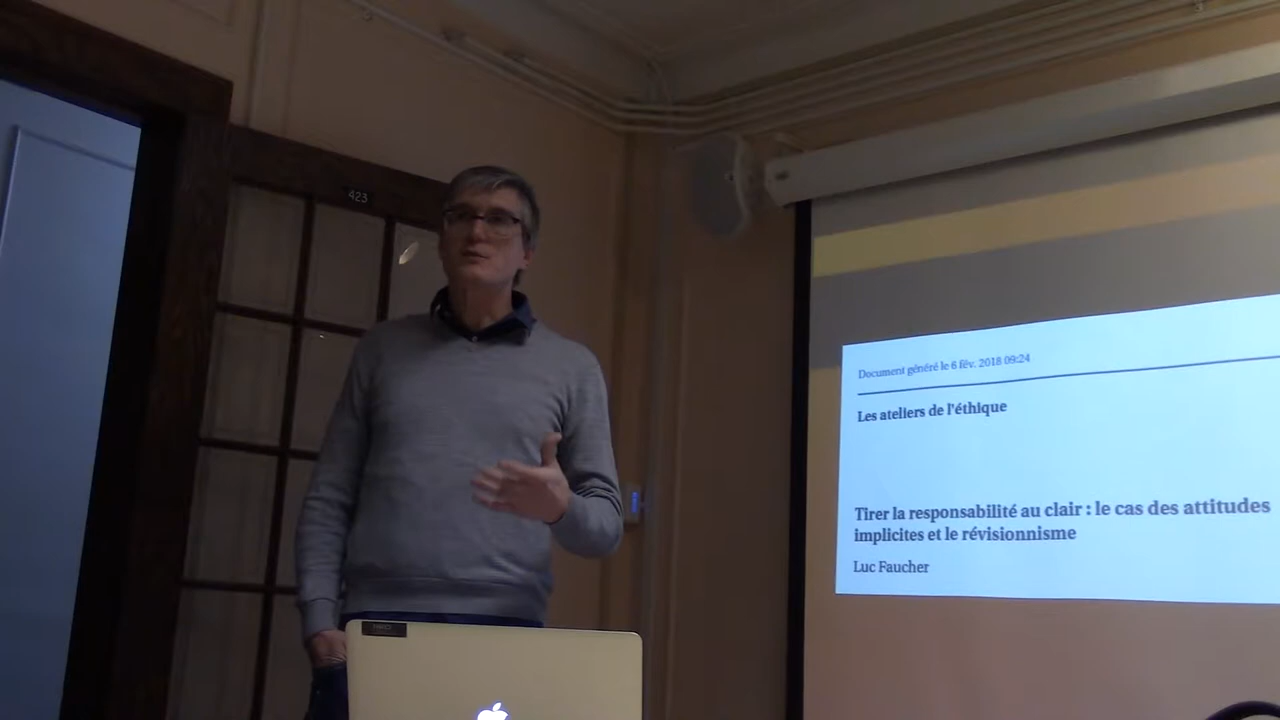 423
Document généré le 6 fév. 2018 09:24
Les ateliers de l'éthique
Tirer la responsabilité au clair : le cas des attitudes
implicites et le révisionnisme
Luc Faucher